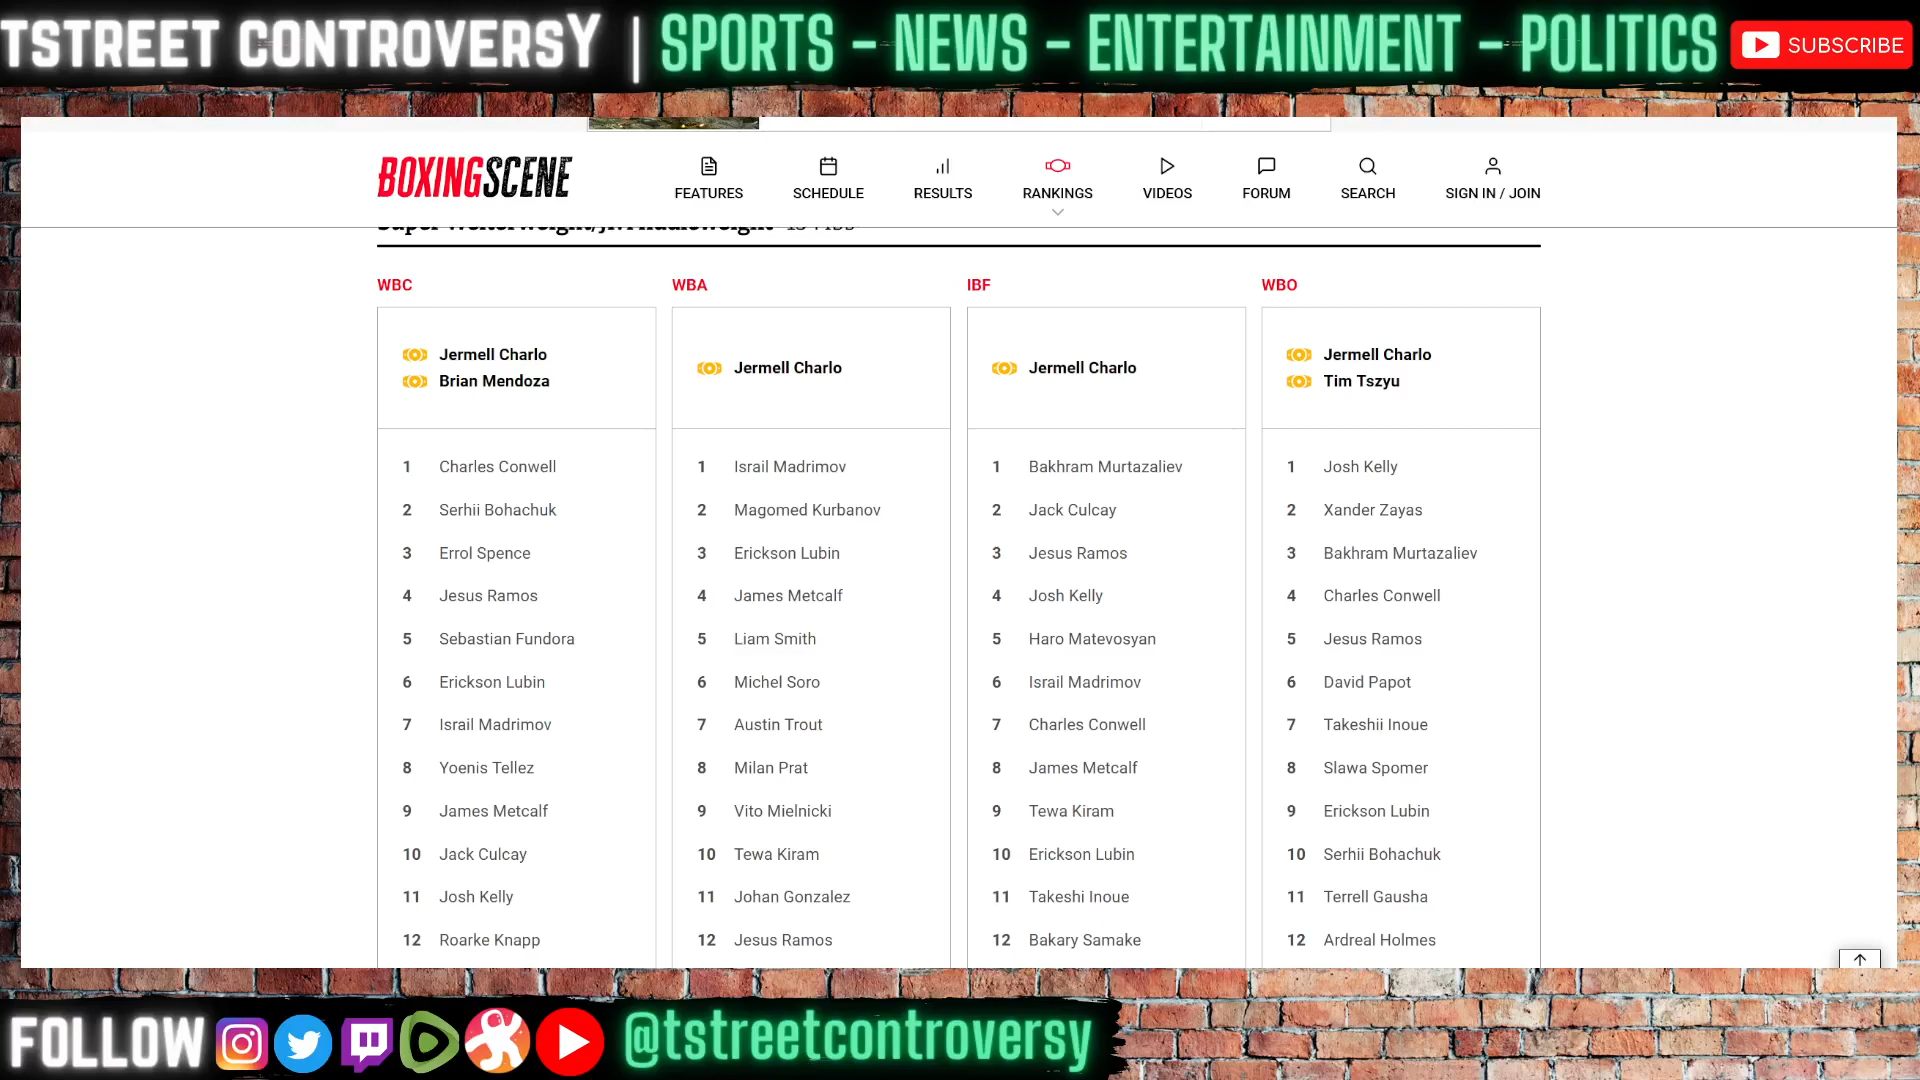 TSTREET CONTROVERSY | SPORTS - NEWS - ENTERTAINMENT - POLITICS
SUBSCRIBE
BOXINGSCENE
FEATURES
SCHEDULE
RESULTS
RANKINGS
VIDEOS
FORUM
SEARCH
SIGN IN / JOIN
WBC
Jermell Charlo
Brian Mendoza
1 Charles Conwell
2 Serhii Bohachuk
3 Errol Spence
4 Jesus Ramos
5 Sebastian Fundora
6 Erickson Lubin
7 Israil Madrimov
8 Yoenis Tellez
9 James Metcalf
10 Jack Culcay
11 Josh Kelly
12 Roarke Knapp
WBA
Jermell Charlo
1 Israil Madrimov
2 Magomed Kurbanov
3 Erickson Lubin
4 James Metcalf
5 Liam Smith
6 Michel Soro
7 Austin Trout
8 Milan Prat
9 Vito Mielnicki
10 Tewa Kiram
11 Johan Gonzalez
12 Jesus Ramos
IBF
Jermell Charlo
1 Bakhram Murtazaliev
2 Jack Culcay
3 Jesus Ramos
4 Josh Kelly
5 Haro Matevosyan
6 Israil Madrimov
7 Charles Conwell
8 James Metcalf
9 Tewa Kiram
10 Erickson Lubin
11 Takeshi Inoue
12 Bakary Samake
WBO
Jermell Charlo
Tim Tszyu
1 Josh Kelly
2 Xander Zayas
3 Bakhram Murtazaliev
4 Charles Conwell
5 Jesus Ramos
6 David Papot
7 Takeshii Inoue
8 Slawa Spomer
9 Erickson Lubin
10 Serhii Bohachuk
11 Terrell Gausha
12 Ardreal Holmes
FOLLOW
@tstreetcontroversy